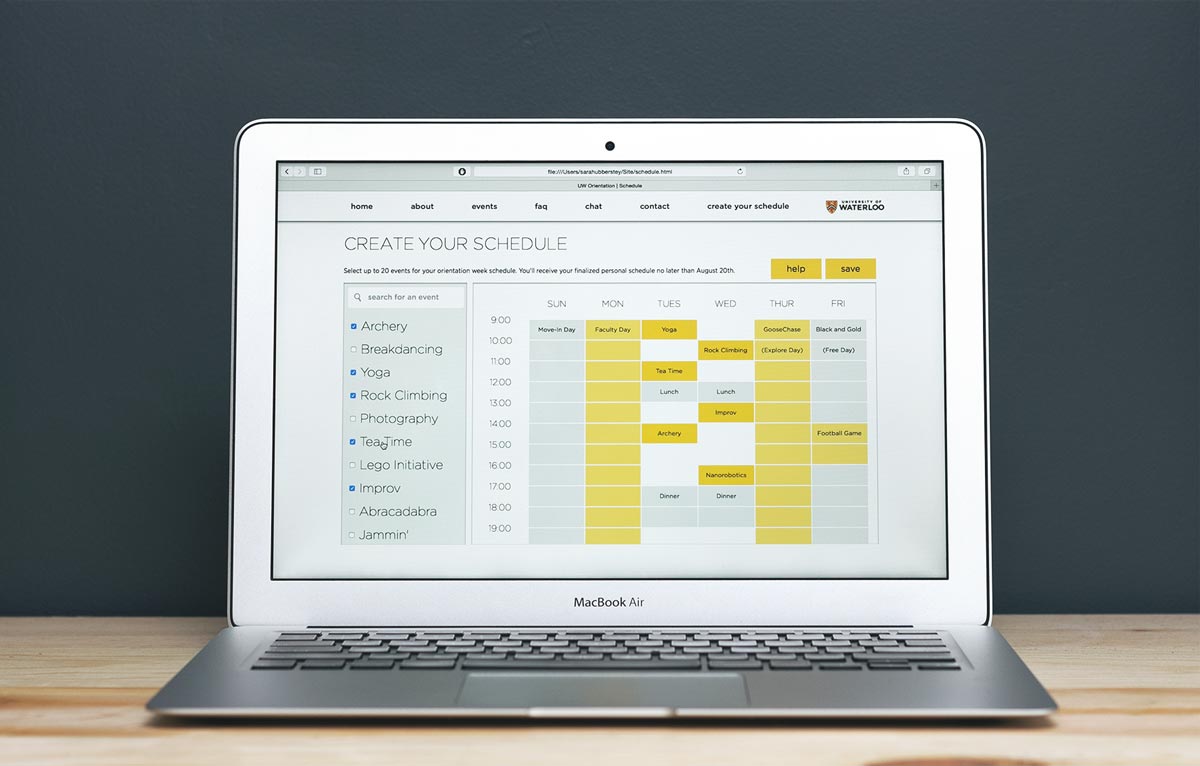 file:///Users/sarahubberstey/Site/schedule.html
UW Orientation | Schedule
home about events faq chat contact create your schedule UNIVERSITY OF WATERLOO
CREATE YOUR SCHEDULE
Select up to 20 events for your orientation week schedule. You'll receive your finalized personal schedule no later than August 20th.
help save
search for an event
Archery
Breakdancing
Yoga
Rock Climbing
Photography
Tea Time
Lego Initiative
Improv
Abracadabra
Jammin'
SUN MON TUES WED THUR FRI
9:00
Move-In Day Faculty Day Yoga GooseChase Black and Gold
10:00
Rock Climbing (Explore Day) (Free Day)
11:00
Tea Time
12:00
Lunch Lunch
13:00
Improv
14:00
Archery Football Game
15:00
16:00
Nanorobotics
17:00
Dinner Dinner
18:00
19:00
MacBook Air